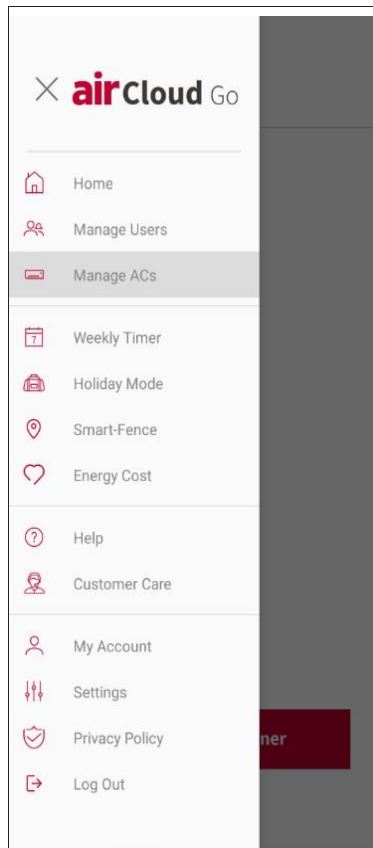 airCloud Go
Home
Manage Users
Manage ACs
7
Weekly Timer
Holiday Mode
Smart-Fence
Energy Cost
?
Help
Customer Care
My Account
Settings
Privacy Policy
ner
Log Out